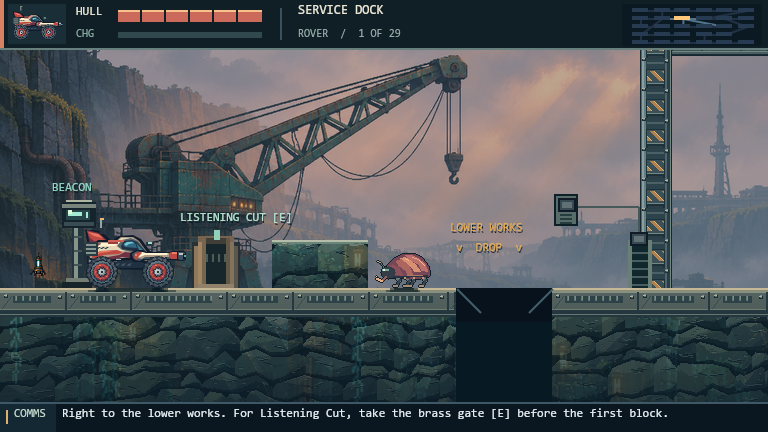 HULL
CHG
SERVICE DOCK
ROVER / 1 OF 29
BEACON
LISTENING CUT [E]
LOWER WORKS
v DROP v
COMMS
Right to the lower works. For Listening Cut, take the brass gate [E] before the first block.